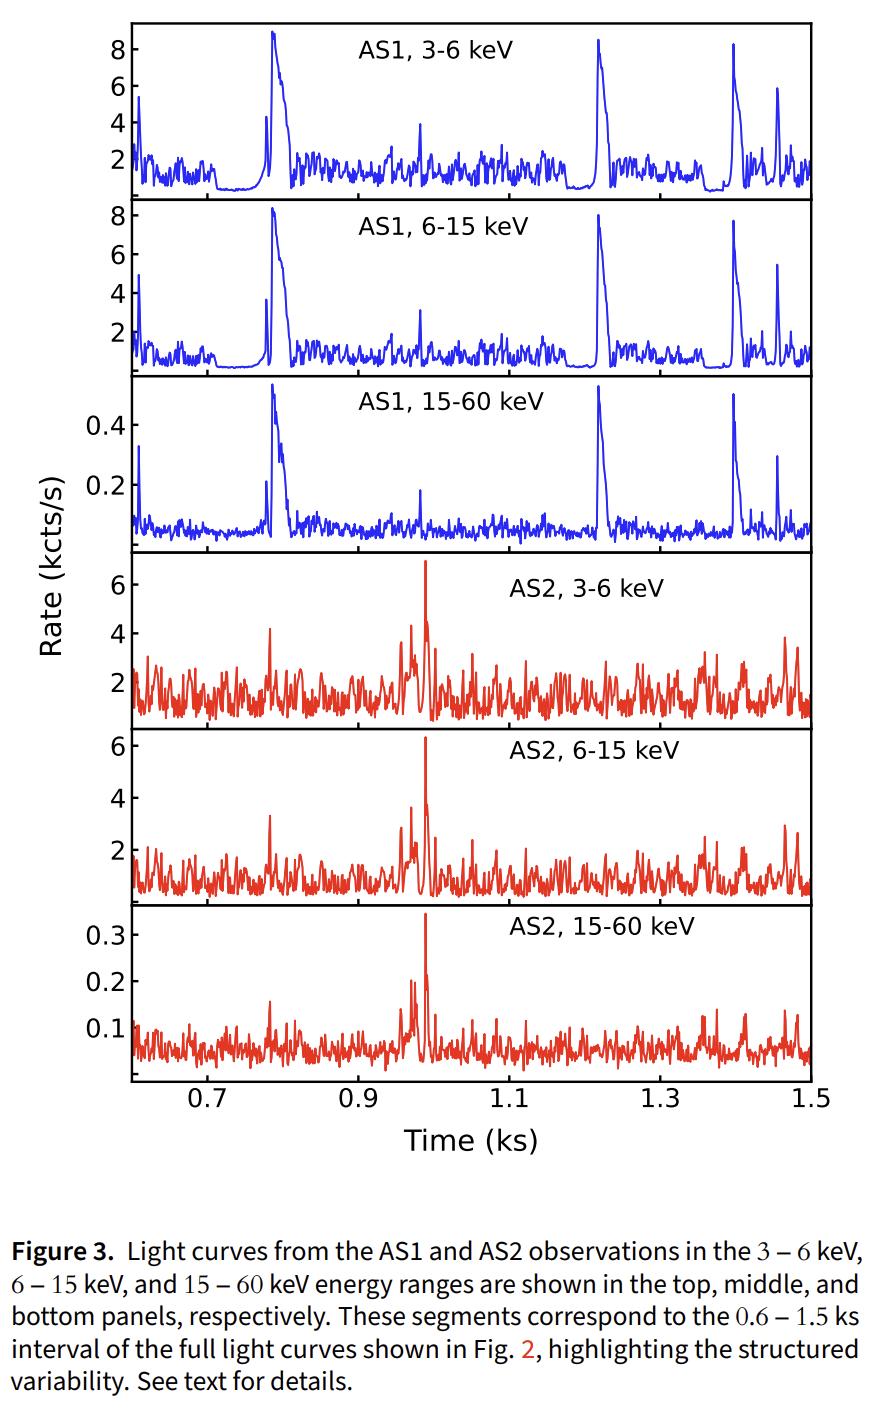 8
6
4
2
AS1, 3-6 keV
8
6
4
2
AS1, 6-15 keV
0.4
0.2
AS1, 15-60 keV
Rate (kcts/s)
6
4
2
AS2, 3-6 keV
6
4
2
AS2, 6-15 keV
0.3
0.2
0.1
AS2, 15-60 keV
0.7 0.9 1.1 1.3 1.5
Time (ks)
Figure 3. Light curves from the AS1 and AS2 observations in the 3 – 6 keV,
6 – 15 keV, and 15 – 60 keV energy ranges are shown in the top, middle, and
bottom panels, respectively. These segments correspond to the 0.6 – 1.5 ks
interval of the full light curves shown in Fig. 2, highlighting the structured
variability. See text for details.